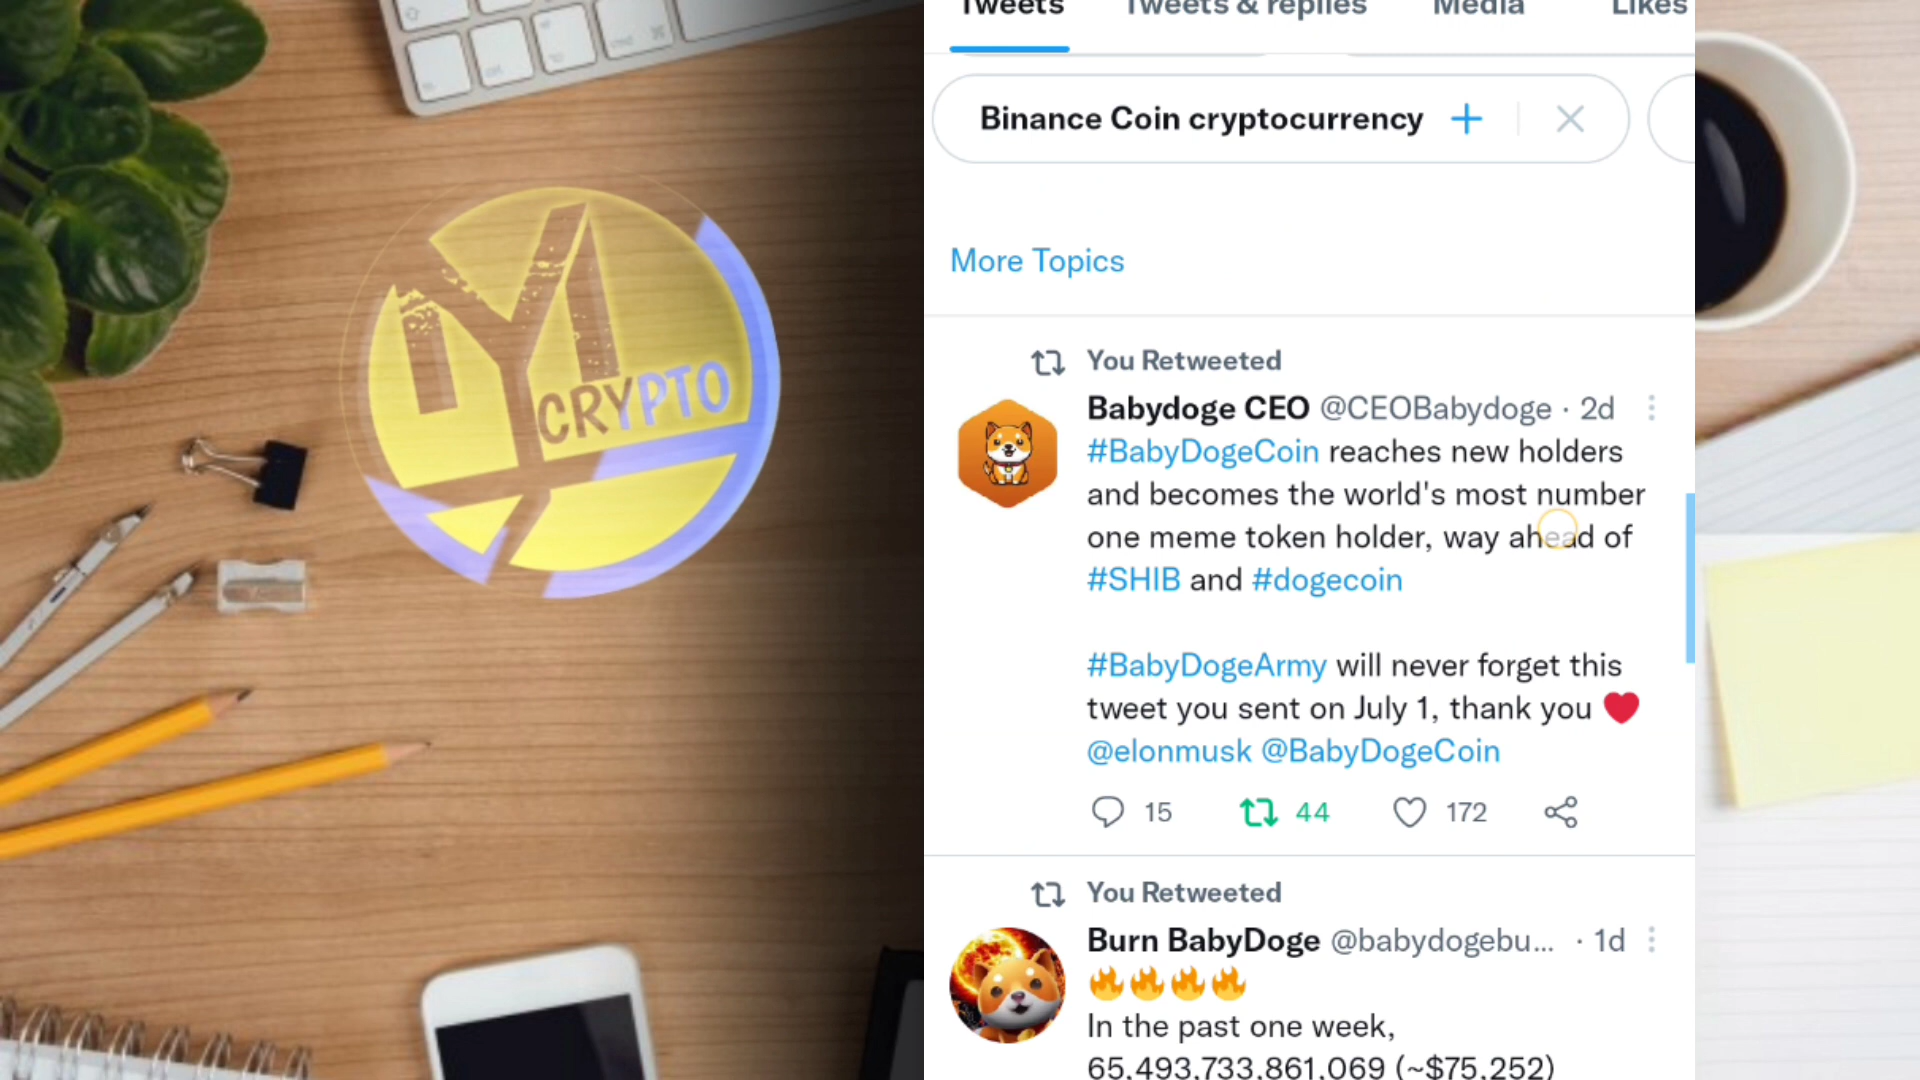 Tweets Tweets & replies Media Likes
Binance Coin cryptocurrency
More Topics
You Retweeted
Babydoge CEO @CEOBabydoge · 2d
#BabyDogeCoin reaches new holders
and becomes the world's most number
one meme token holder, way ahead of
#SHIB and #dogecoin
#BabyDogeArmy will never forget this
tweet you sent on July 1, thank you ❤️
@elonmusk @BabyDogeCoin
15 44 172
You Retweeted
Burn BabyDoge @babydogebu... · 1d
🔥🔥🔥🔥
In the past one week,
65,493,733,861,069 (~$75,252)
CRYPTO